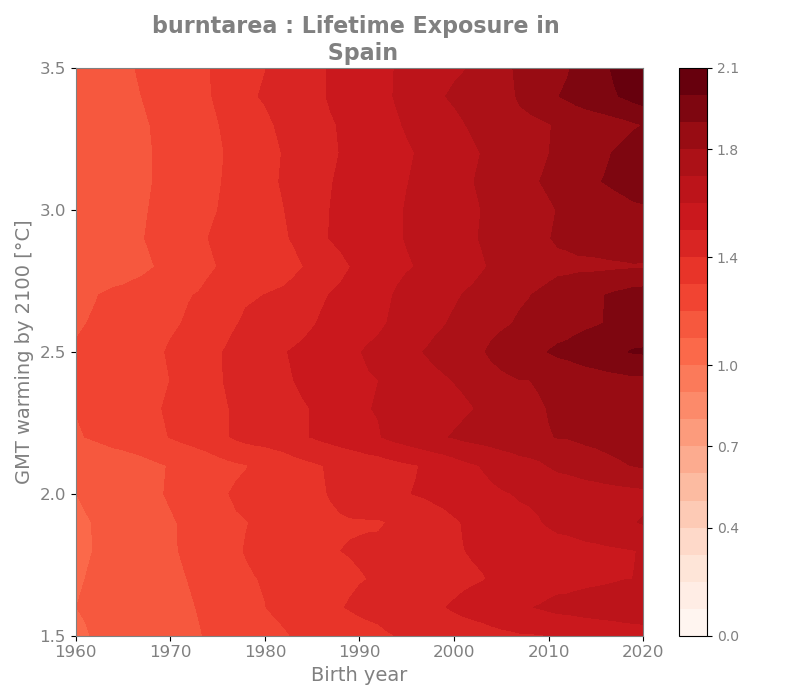 burntarea : Lifetime Exposure in
Spain
GMT warming by 2100 [°C]
3.5
3.0
2.5
2.0
1.5
1960 1970 1980 1990 2000 2010 2020
Birth year
2.1
1.8
1.4
1.0
0.7
0.4
0.0